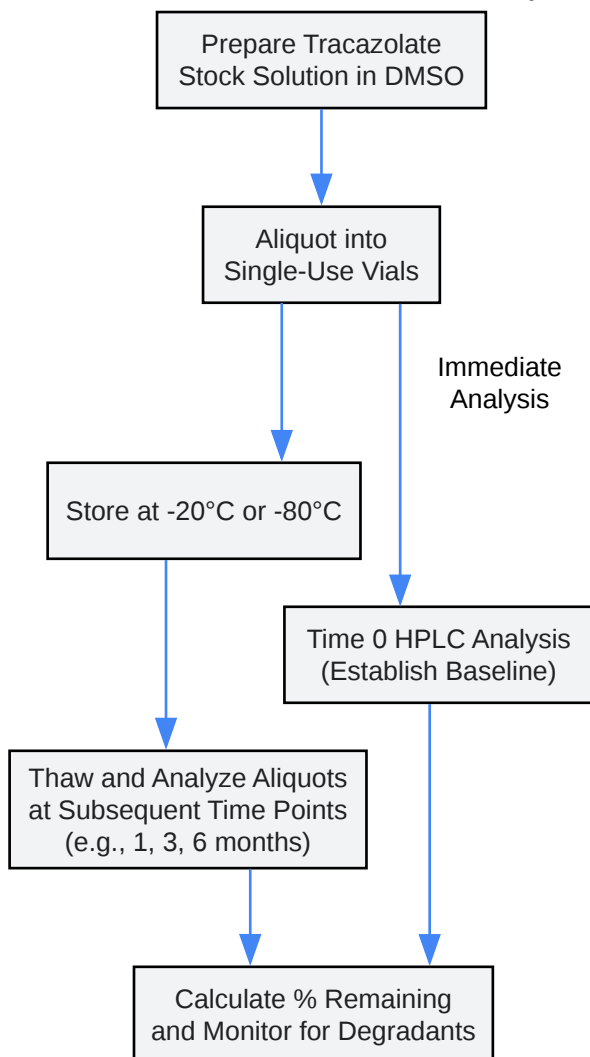 Prepare Tracazolate
Stock Solution in DMSO
Aliquot into
Single-Use Vials
Immediate
Analysis
Store at -20°C or -80°C
Time 0 HPLC Analysis
(Establish Baseline)
Thaw and Analyze Aliquots
at Subsequent Time Points
(e.g., 1, 3, 6 months)
Calculate % Remaining
and Monitor for Degradants